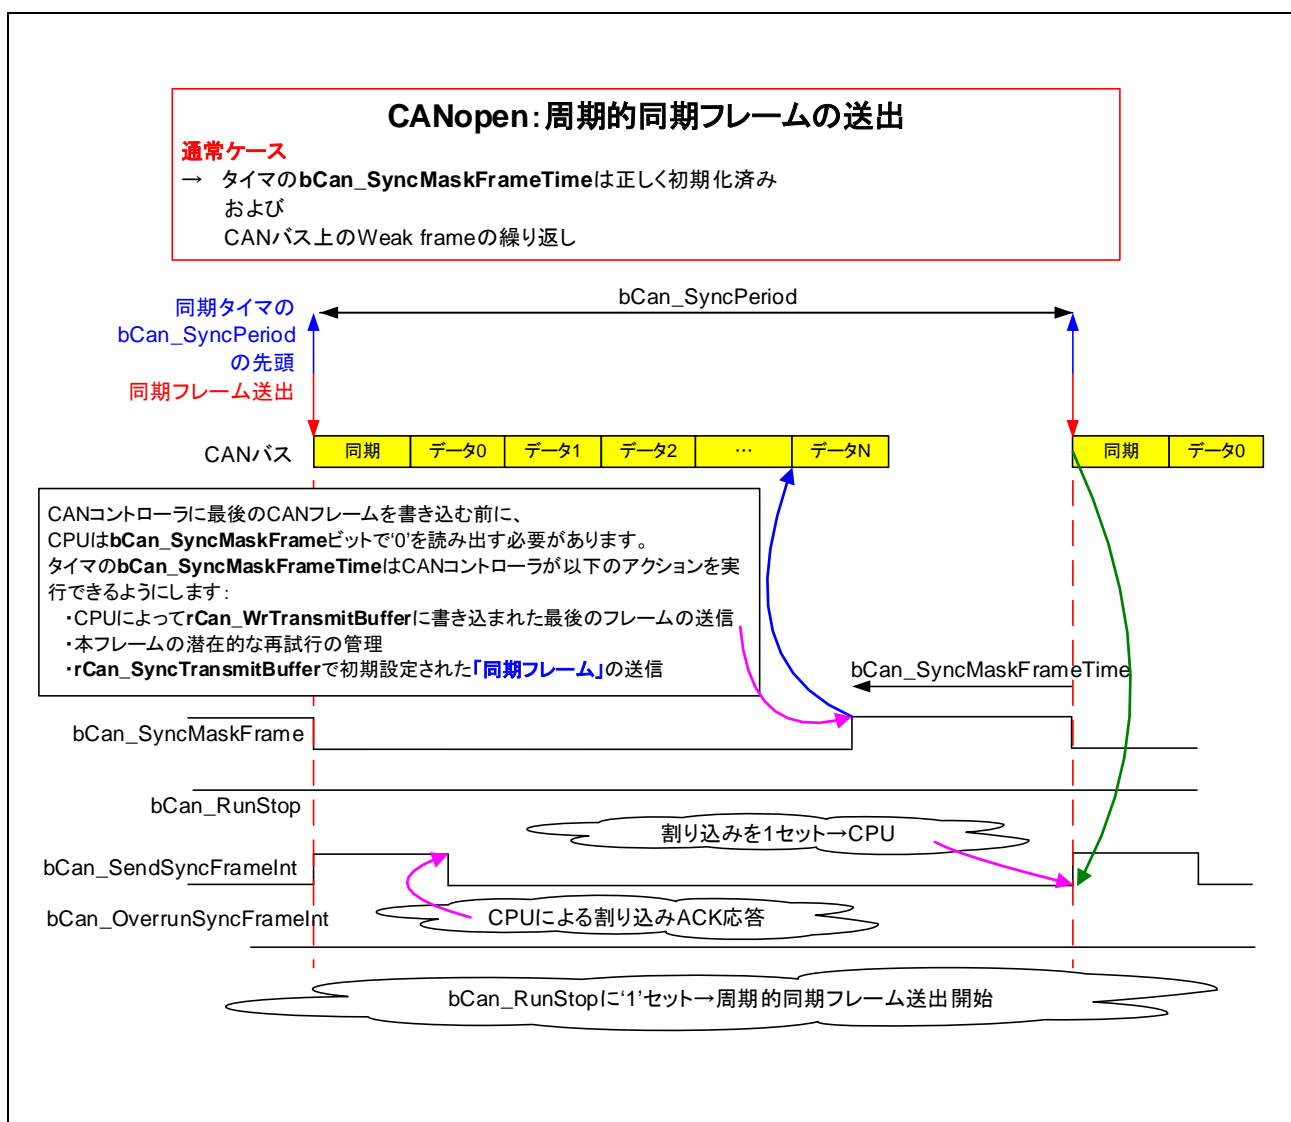 CANopen：周期的同期フレームの送出
通常ケース
→ タイマのbCan_SyncMaskFrameTimeは正しく初期化済み
および
CANバス上のWeak frameの繰り返し
bCan_SyncPeriod
同期タイマの
bCan_SyncPeriod
の先頭
同期フレーム送出
CANバス
同期 データ0 データ1 データ2 … データN 同期 データ0
CANコントローラに最後のCANフレームを書き込む前に、
CPUはbCan_SyncMaskFrameビットで‘0’を読み出す必要があります。
タイマのbCan_SyncMaskFrameTimeはCANコントローラが以下のアクションを実
行できるようにします：
・CPUによってrCan_WrTransmitBufferに書き込まれた最後のフレームの送信
・本フレームの潜在的な再試行の管理
・rCan_SyncTransmitBufferで初期設定された「同期フレーム」の送信
bCan_SyncMaskFrameTime
bCan_SyncMaskFrame
bCan_RunStop
割り込みを1セット→CPU
bCan_SendSyncFrameInt
CPUによる割り込みACK応答
bCan_OverrunSyncFrameInt
bCan_RunStopに‘1’セット→周期的同期フレーム送出開始